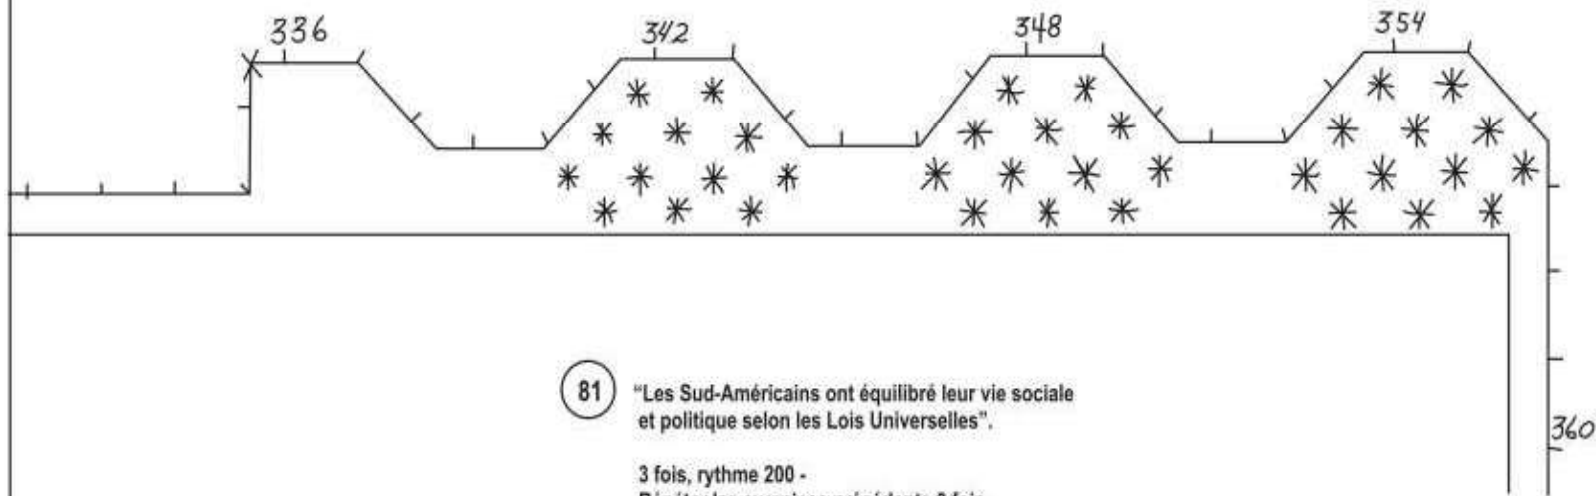 336
342
348
354
81
"Les Sud-Américains ont équilibré leur vie sociale
et politique selon les Lois Universelles".
360
3 fois, rythme 200 -